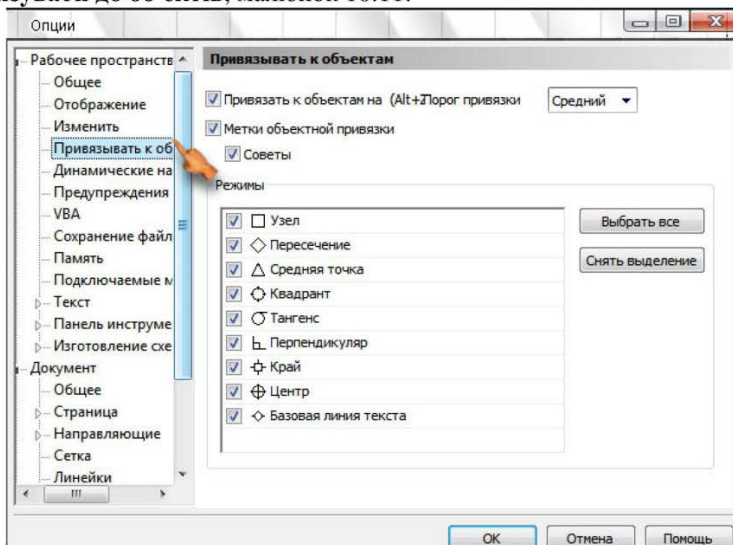 Опции
Рабочее пространств
Общее
Отображение
Изменить
Привязывать к об
Динамические на
Предупреждения
VBA
Сохранение файл
Память
Подключаемые м
Текст
Панель инструме
Изготовление схе
Документ
Общее
Страница
Направляющие
Сетка
Линейки
Привязывать к объектам
Привязать к объектам на (Alt+Z Порог привязки Средний
Метки объектной привязки
Советы
Режимы
Узел
Пересечение
Средняя точка
Квадрант
Тангенс
Перпендикуляр
Край
Центр
Базовая линия текста
Выбрать все
Снять выделение
OK Отмена Помощь